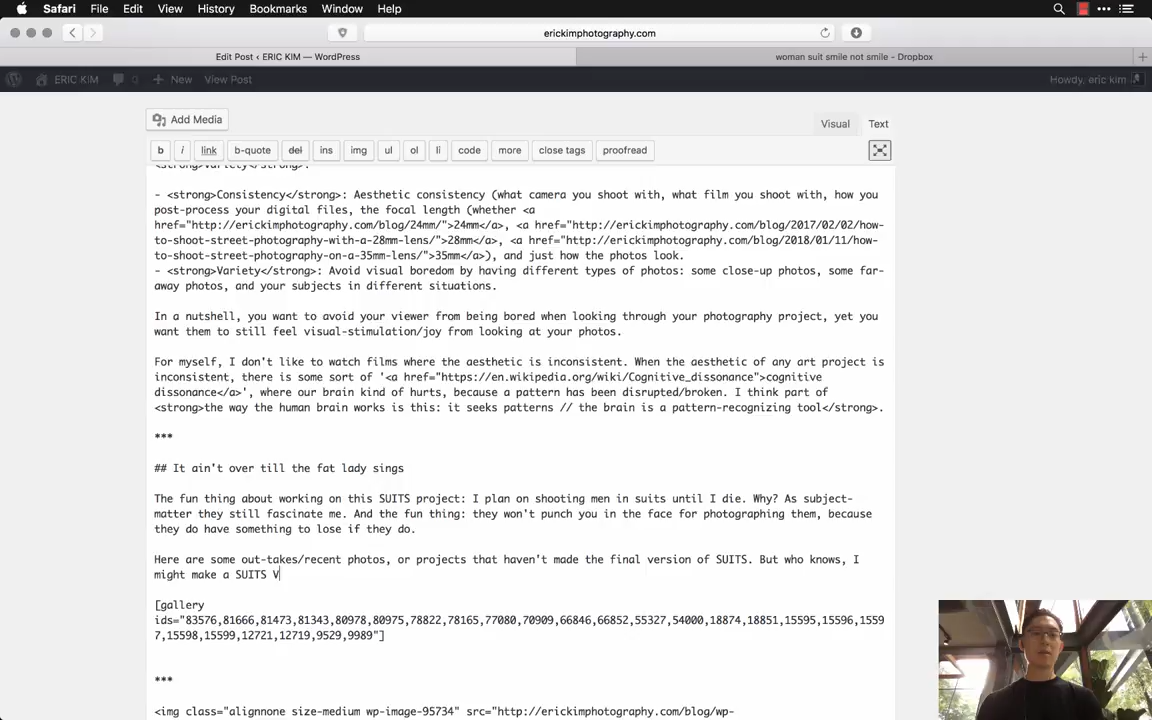 Safari File Edit View History Bookmarks Window Help
erickimphotography.com
Edit Post ‹ ERIC KIM — WordPress
woman suit smile not smile - Dropbox
ERIC KIM 0 New View Post Howdy, eric kim
Add Media
Visual Text
b i link b-quote del ins img ul ol li code more close tags proofread
<strong>Variety</strong>:
- <strong>Consistency</strong>: Aesthetic consistency (what camera you shoot with, what film you shoot with, how you
post-process your digital files, the focal length (whether <a
href="http://erickimphotography.com/blog/24mm/">24mm</a>, <a href="http://erickimphotography.com/blog/2017/02/02/how-
to-shoot-street-photography-with-a-28mm-lens/">28mm</a>, <a href="http://erickimphotography.com/blog/2018/01/11/how-
to-shoot-street-photography-on-a-35mm-lens/">35mm</a>), and just how the photos look.
- <strong>Variety</strong>: Avoid visual boredom by having different types of photos: some close-up photos, some far-
away photos, and your subjects in different situations.
In a nutshell, you want to avoid your viewer from being bored when looking through your photography project, yet you
want them to still feel visual-stimulation/joy from looking at your photos.
For myself, I don't like to watch films where the aesthetic is inconsistent. When the aesthetic of any art project is
inconsistent, there is some sort of '<a href="https://en.wikipedia.org/wiki/Cognitive_dissonance">cognitive
dissonance</a>', where our brain kind of hurts, because a pattern has been disrupted/broken. I think part of
<strong>the way the human brain works is this: it seeks patterns // the brain is a pattern-recognizing tool</strong>.
***
## It ain't over till the fat lady sings
The fun thing about working on this SUITS project: I plan on shooting men in suits until I die. Why? As subject-
matter they still fascinate me. And the fun thing: they won't punch you in the face for photographing them, because
they do have something to lose if they do.
Here are some out-takes/recent photos, or projects that haven't made the final version of SUITS. But who knows, I
might make a SUITS V
[gallery
ids="83576,81666,81473,81343,80978,80975,78822,78165,77080,70909,66846,66852,55327,54000,18874,18851,15595,15596,1559
7,15598,15599,12721,12719,9529,9989"]
***
<img class="alignnone size-medium wp-image-95734" src="http://erickimphotography.com/blog/wp-